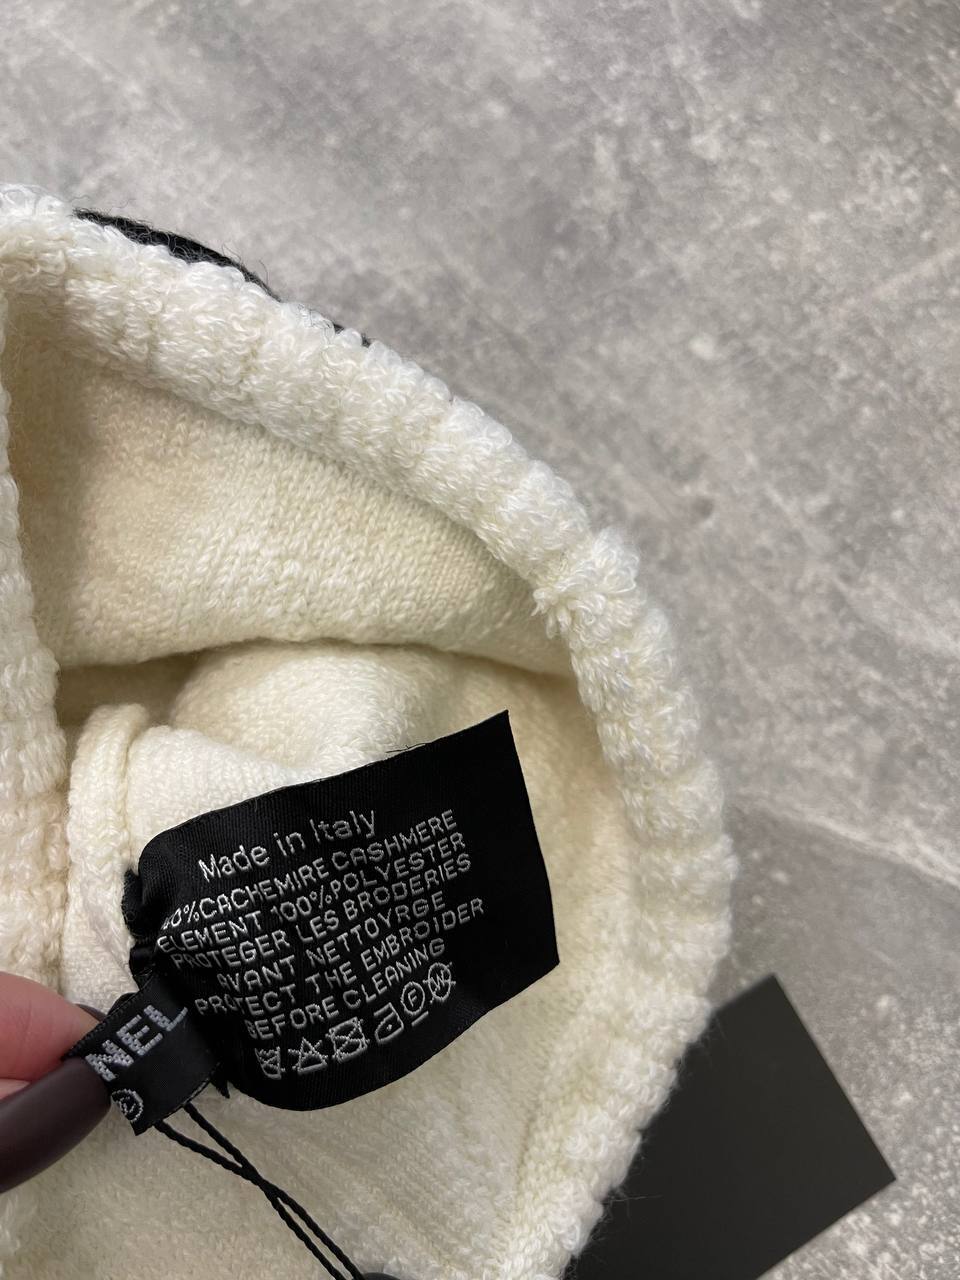 Made in Italy
0%CACHEMIRE CASHMERE
ELEMENT 100%POLYESTER
PROTEGER LES BRODERIES
AVANT NETTOYRGE
PROTECT THE EMBROIDER
BEFORE CLEANING
NEL
®